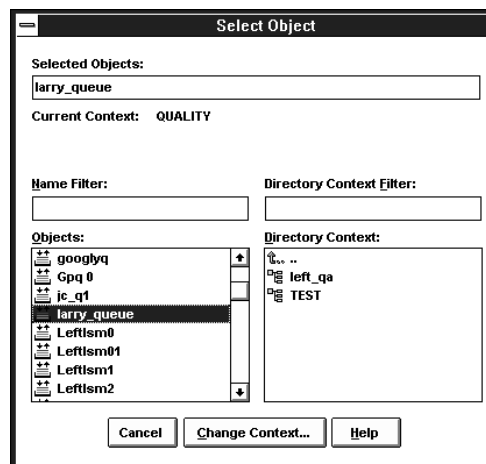 Select Object
Selected Objects:
larry_queue
Current Context: QUALITY
Name Filter:
Directory Context Filter:
Objects:
Directory Context:
googlyq
Gpq 0
jc_q1
larry_queue
Leftlsm0
Leftlsm01
Leftlsm1
Leftlsm2
..
left_qa
TEST
Cancel
Change Context...
Help